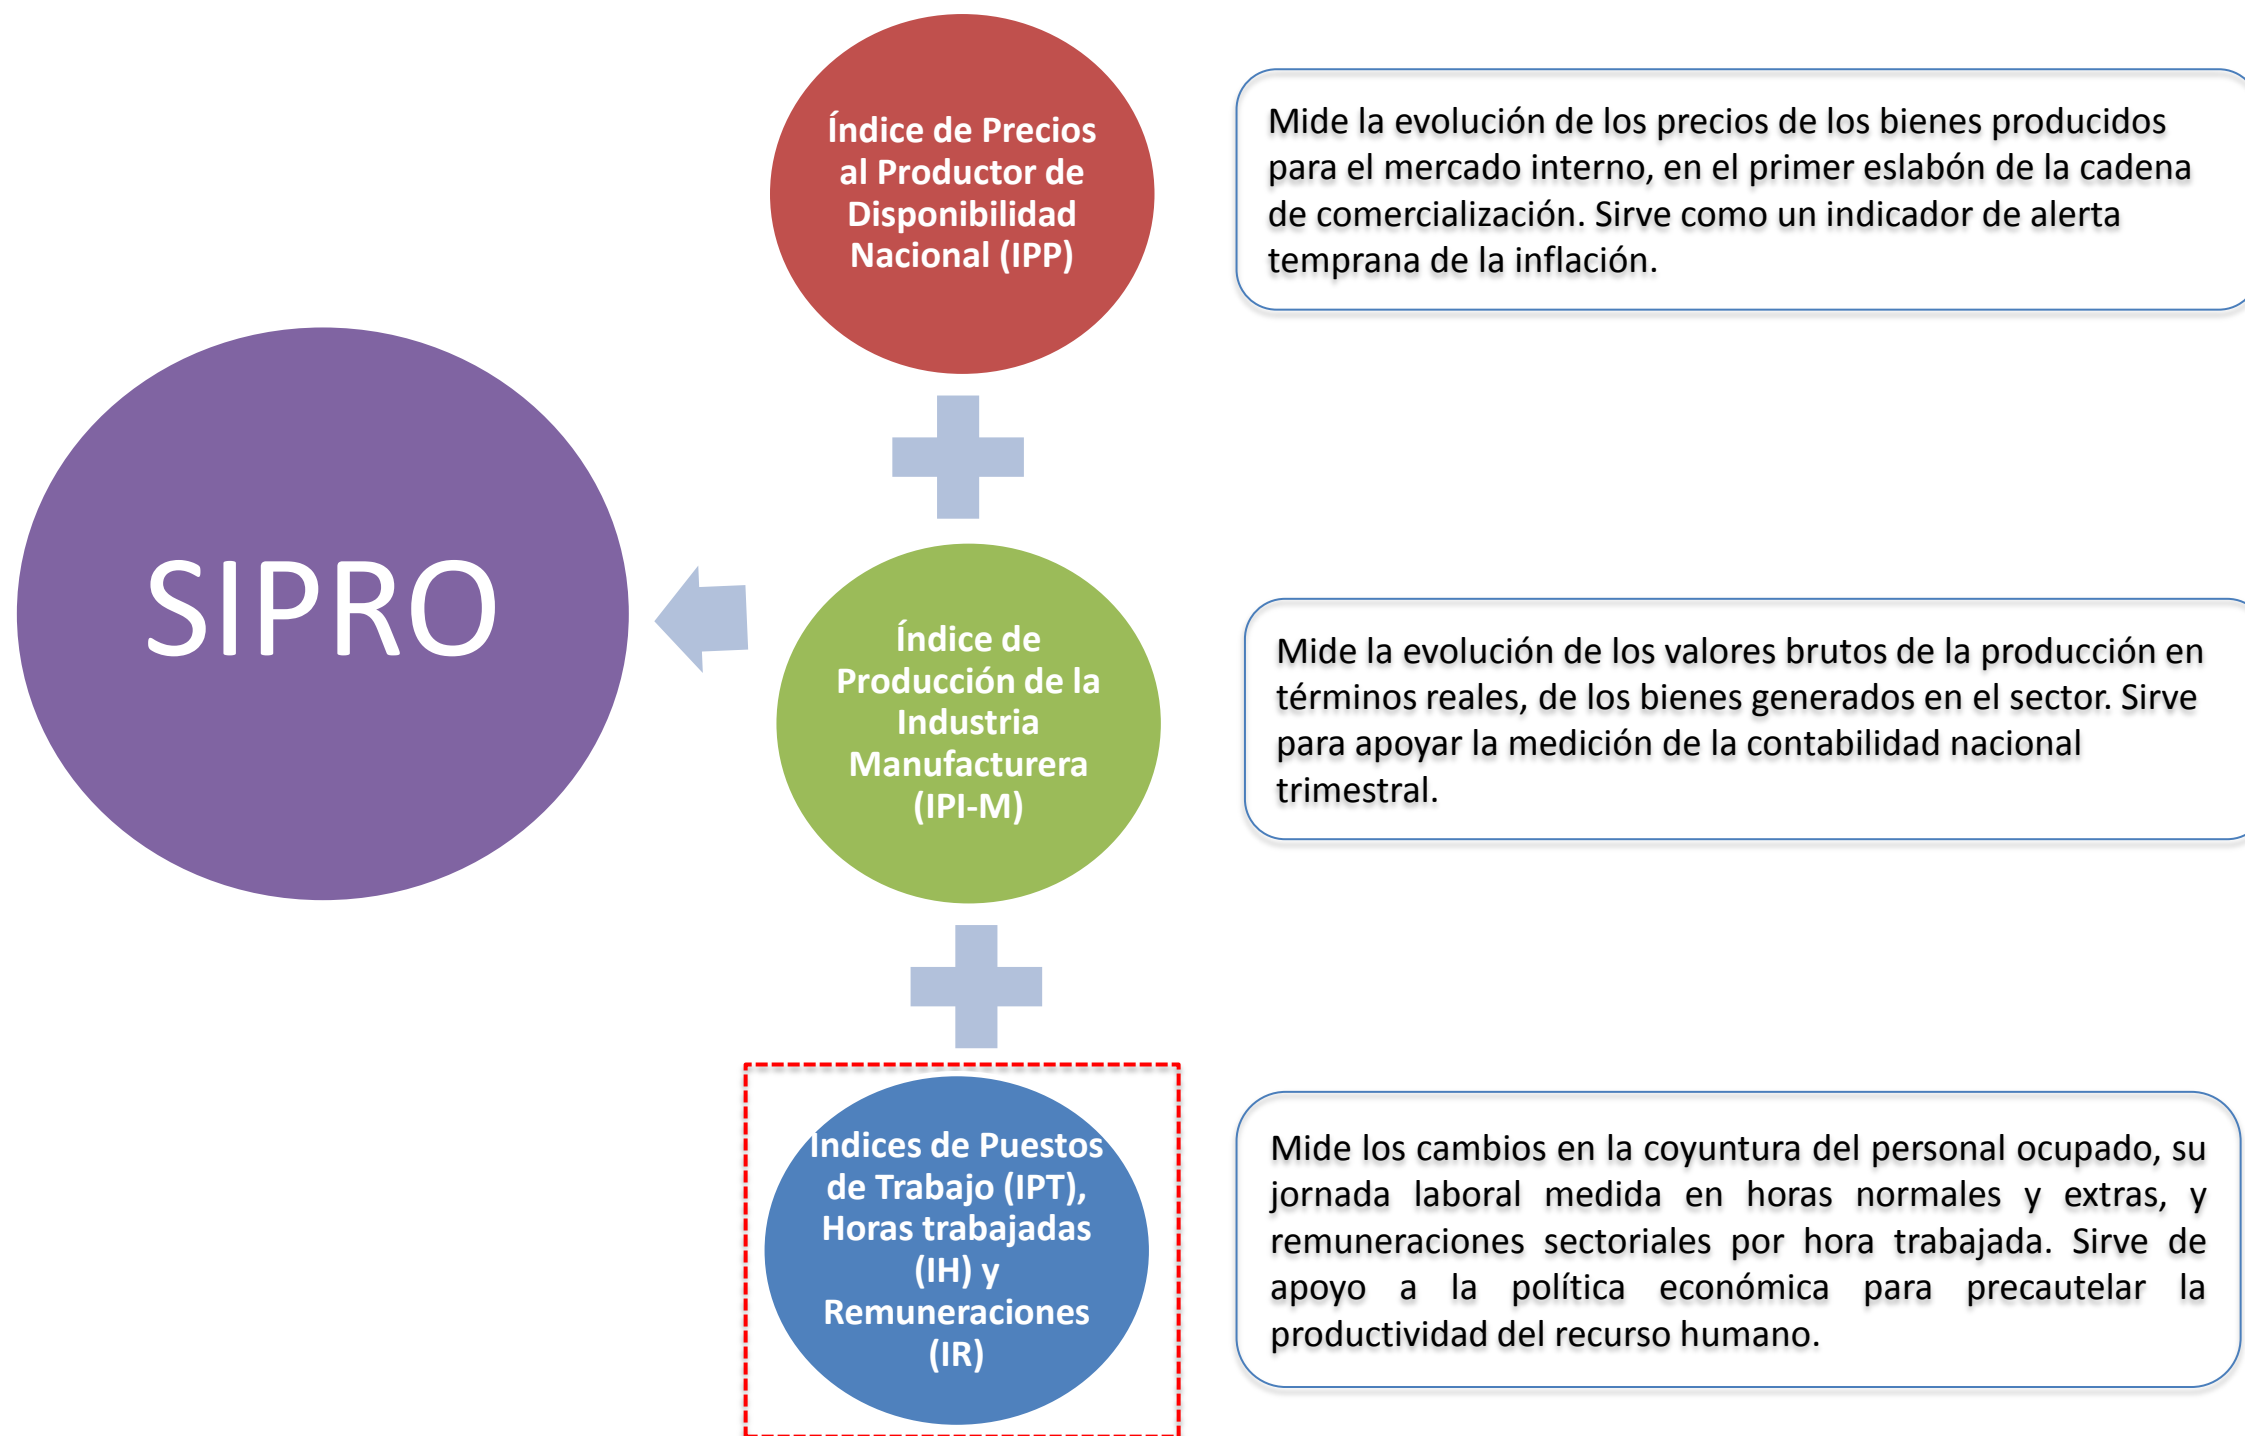 Índice de Precios
al Productor de
Disponibilidad
Nacional (IPP)
Mide la evolución de los precios de los bienes producidos
para el mercado interno, en el primer eslabón de la cadena
de comercialización. Sirve como un indicador de alerta
temprana de la inflación.
SIPRO
Índice de
Producción de la
Industria
Manufacturera
(IPI-M)
Mide la evolución de los valores brutos de la producción en
términos reales, de los bienes generados en el sector. Sirve
para apoyar la medición de la contabilidad nacional
trimestral.
Índices de Puestos
de Trabajo (IPT),
Horas trabajadas
(IH) y
Remuneraciones
(IR)
Mide los cambios en la coyuntura del personal ocupado, su
jornada laboral medida en horas normales y extras, y
remuneraciones sectoriales por hora trabajada. Sirve de
apoyo a la política económica para precautelar la
productividad del recurso humano.